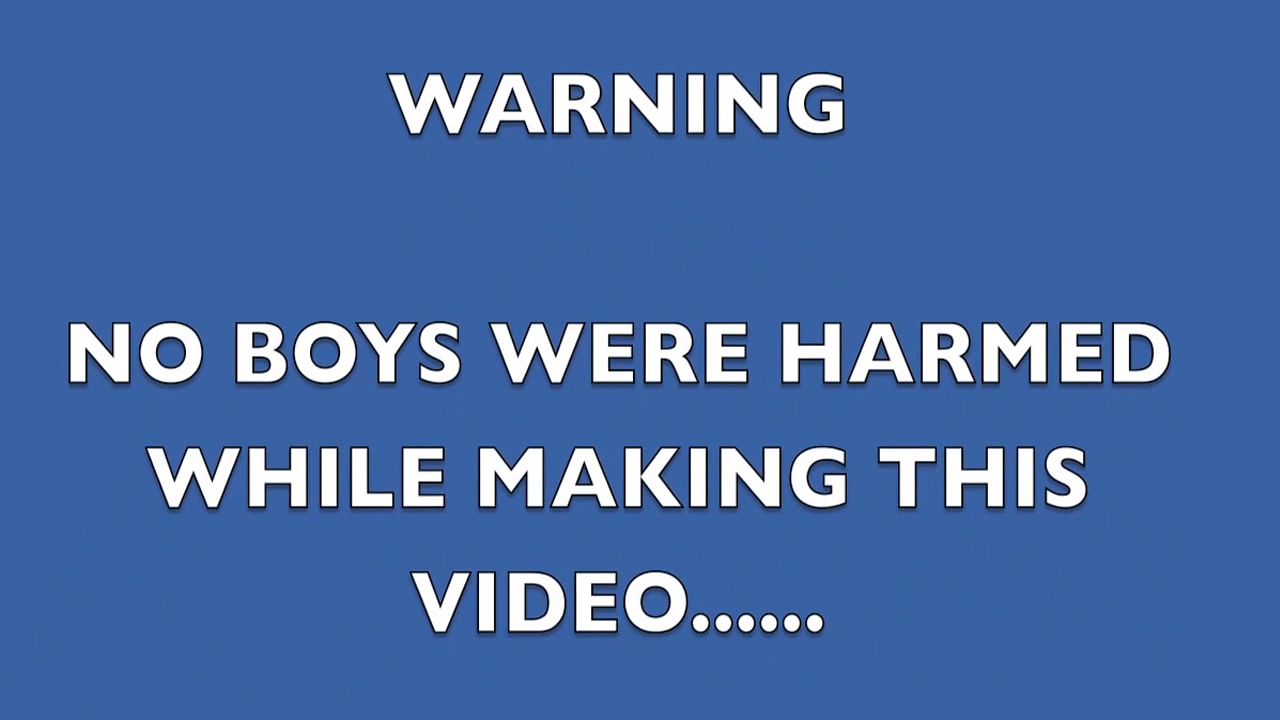 WARNING
NO BOYS WERE HARMED
WHILE MAKING THIS
VIDEO......